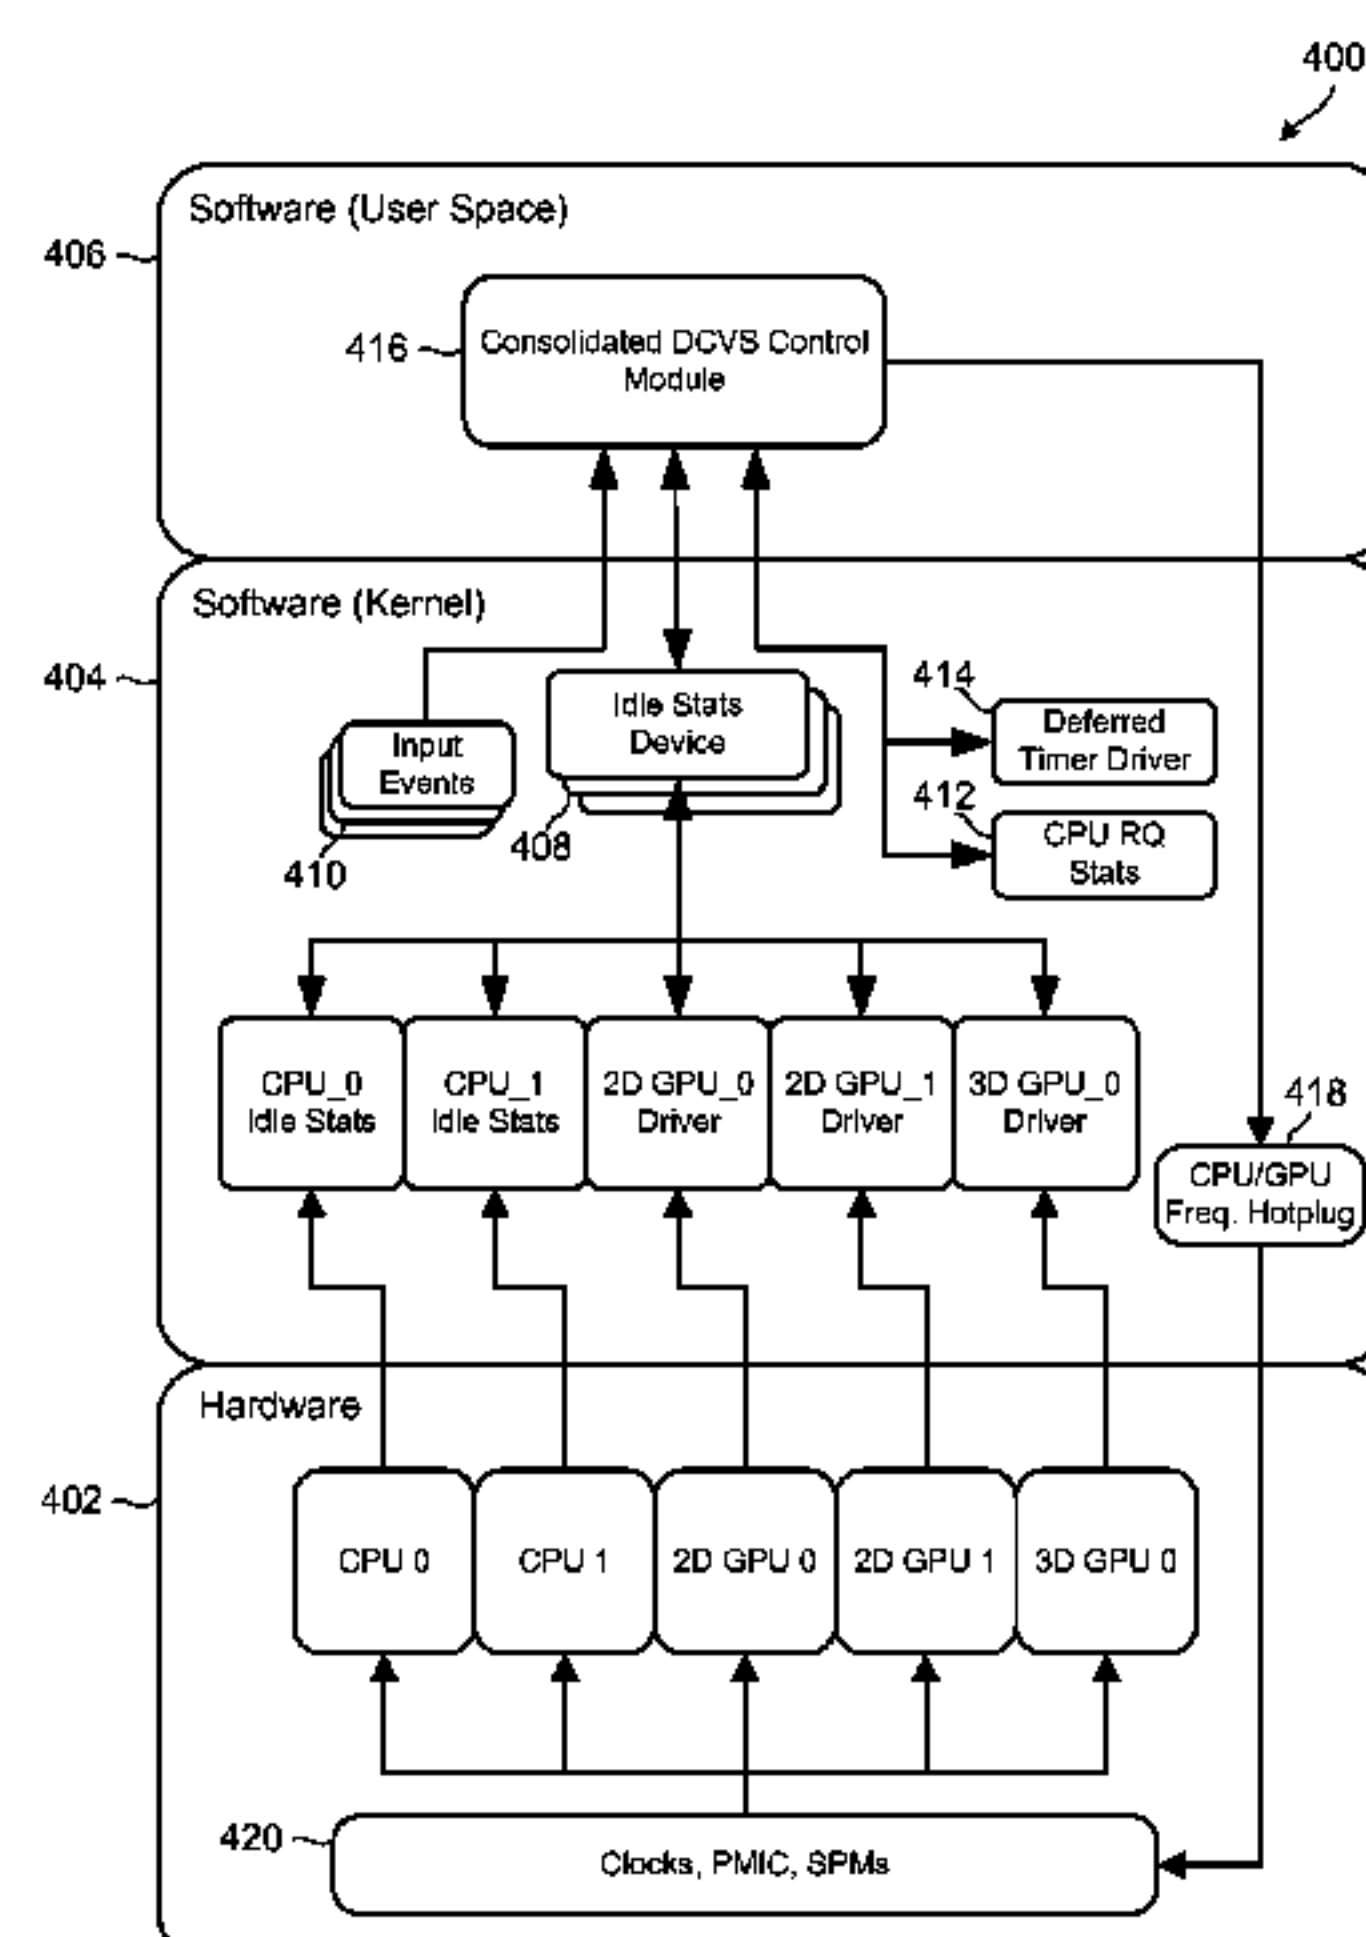 400
Software (User Space)
406
416
Consolidated DCVS Control
Module
Software (Kernel)
404
414
Deferred
Timer Driver
Idle Stats
Device
Input
Events
412
CPU RQ
Stats
408
410
CPU_0
Idle Stats
CPU_1
Idle Stats
2D GPU_0
Driver
2D GPU_1
Driver
3D GPU_0
Driver
418
CPU/GPU
Freq. Hotplug
Hardware
402
CPU 0
CPU 1
2D GPU 0
2D GPU 1
3D GPU 0
420
Clocks, PMIC, SPMs